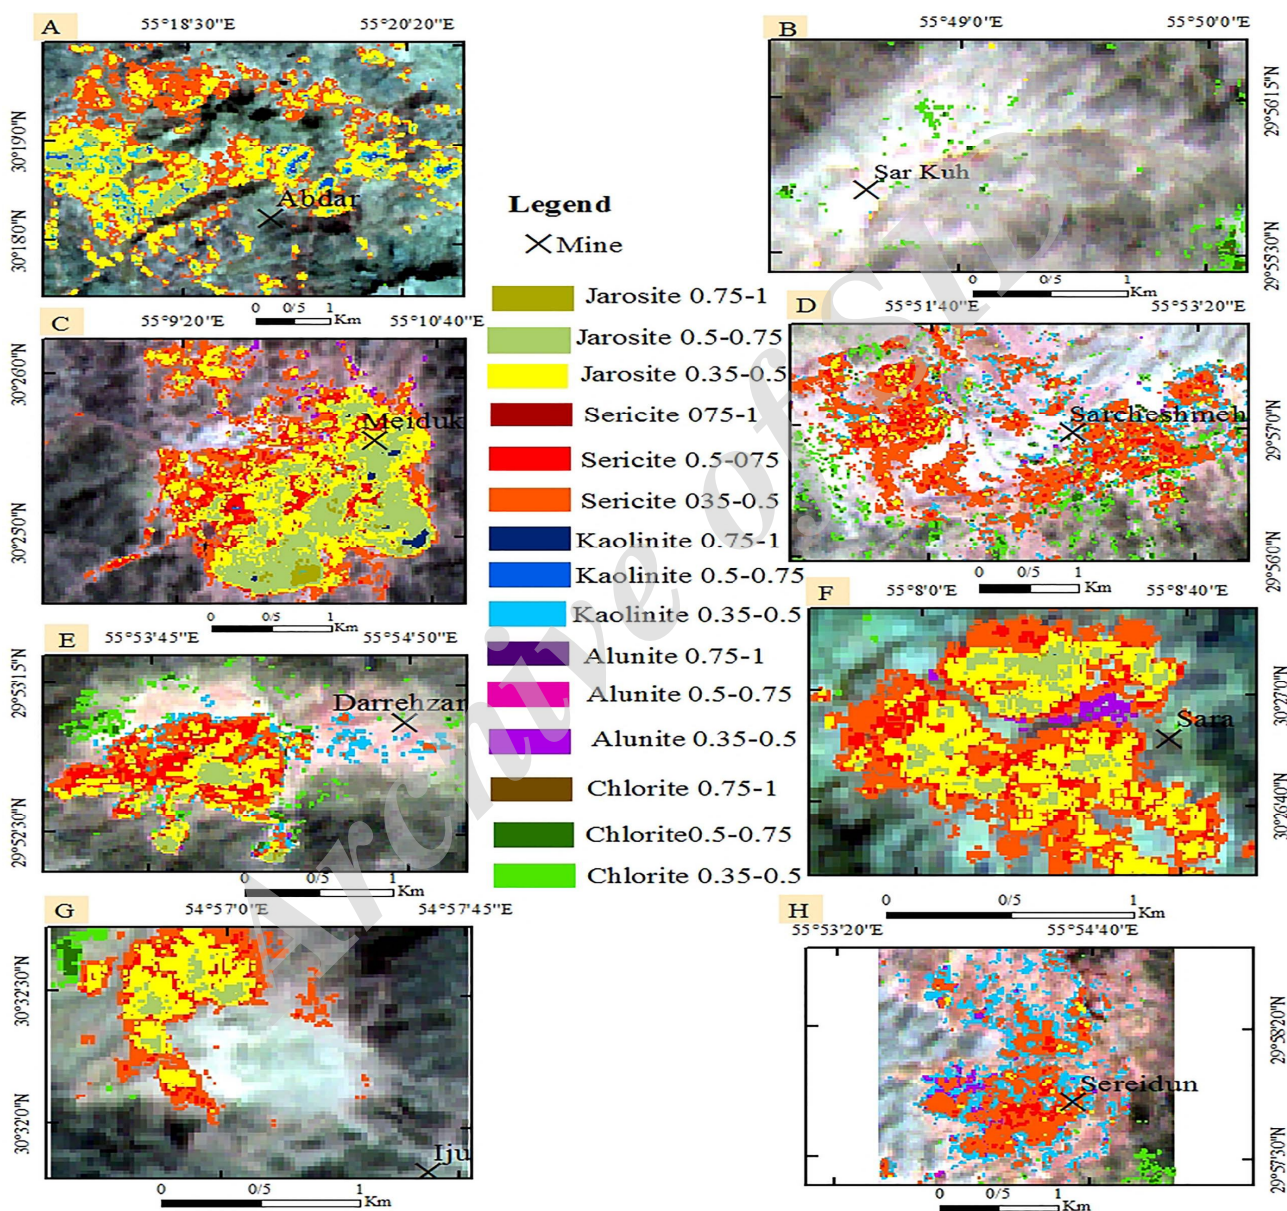 A
55°18'30"E
55°20'20"E
30°19'0"N
30°18'0"N
Abdar
0 0/5 1
Km
B
55°49'0"E
55°50'0"E
29°56'15"N
29°55'30"N
Sar Kuh
0 0/5 1
Km
Legend
Mine
Jarosite 0.75-1
Jarosite 0.5-0.75
Jarosite 0.35-0.5
Sericite 075-1
Sericite 0.5-075
Sericite 035-0.5
Kaolinite 0.75-1
Kaolinite 0.5-0.75
Kaolinite 0.35-0.5
Alunite 0.75-1
Alunite 0.5-0.75
Alunite 0.35-0.5
Chlorite 0.75-1
Chlorite0.5-0.75
Chlorite 0.35-0.5
C
55°9'20"E
55°10'40"E
30°26'0"N
30°25'0"N
Meiduk
0 0/5 1
Km
D
55°51'40"E
55°53'20"E
29°57'0"N
29°56'0"N
Sarcheshmeh
0 0/5 1
Km
E
55°53'45"E
55°54'50"E
29°53'15"N
29°52'30"N
Darrehzar
0 0/5 1
Km
F
55°8'0"E
55°8'40"E
30°27'0"N
30°26'40"N
Sara
0 0/5 1
Km
G
54°57'0"E
54°57'45"E
30°32'30"N
30°32'0"N
Iju
0 0/5 1
Km
H
55°53'20"E
55°54'40"E
29°58'20"N
29°57'30"N
Sereidun
0 0/5 1
Km
Archive of SID